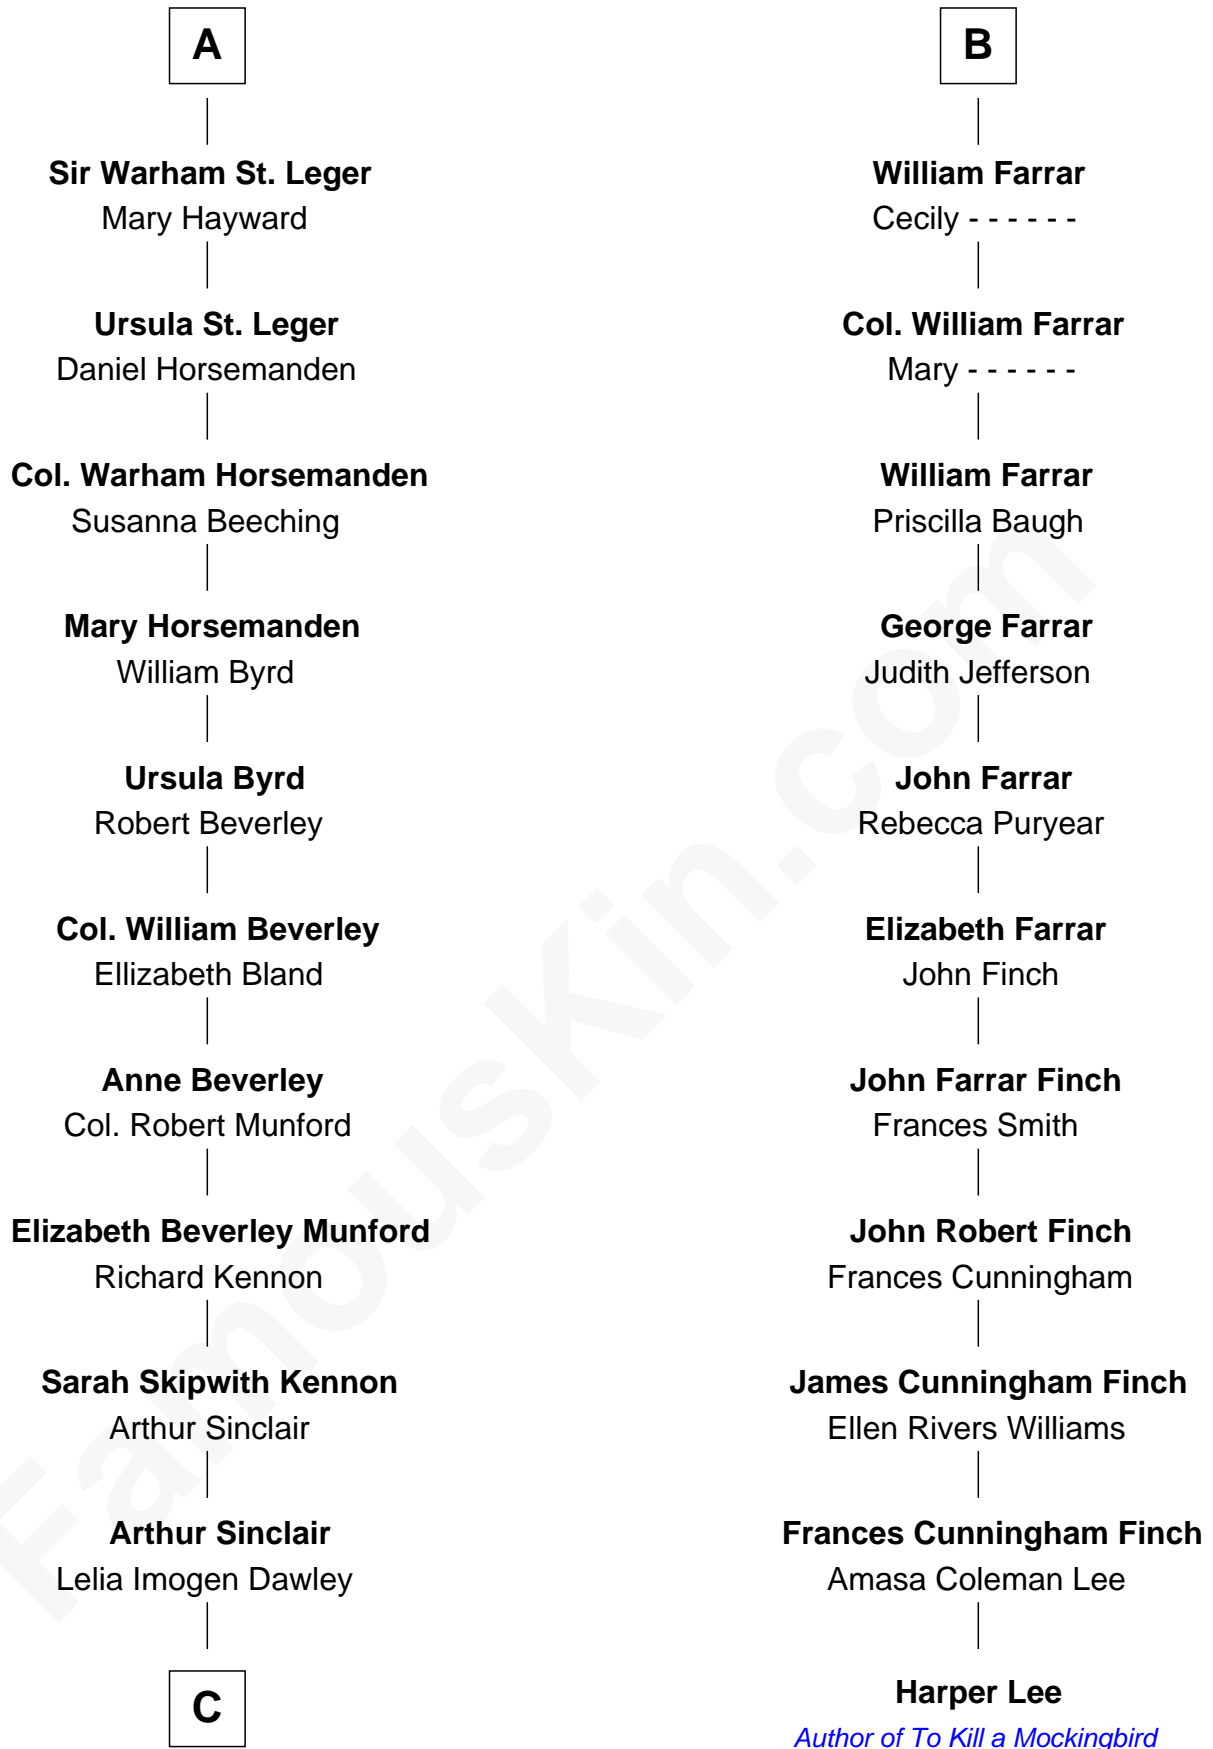 A
Sir Warham St. Leger
Mary Hayward
Ursula St. Leger
Daniel Horsemanden
Col. Warham Horsemanden
Susanna Beeching
Mary Horsemanden
William Byrd
Ursula Byrd
Robert Beverley
Col. William Beverley
Ellizabeth Bland
Anne Beverley
Col. Robert Munford
Elizabeth Beverley Munford
Richard Kennon
Sarah Skipwith Kennon
Arthur Sinclair
Arthur Sinclair
Lelia Imogen Dawley
C
B
William Farrar
Cecily - - - - - -
Col. William Farrar
Mary - - - - - -
William Farrar
Priscilla Baugh
George Farrar
Judith Jefferson
John Farrar
Rebecca Puryear
Elizabeth Farrar
John Finch
John Farrar Finch
Frances Smith
John Robert Finch
Frances Cunningham
James Cunningham Finch
Ellen Rivers Williams
Frances Cunningham Finch
Amasa Coleman Lee
Harper Lee
Author of To Kill a Mockingbird
FamousKin.com